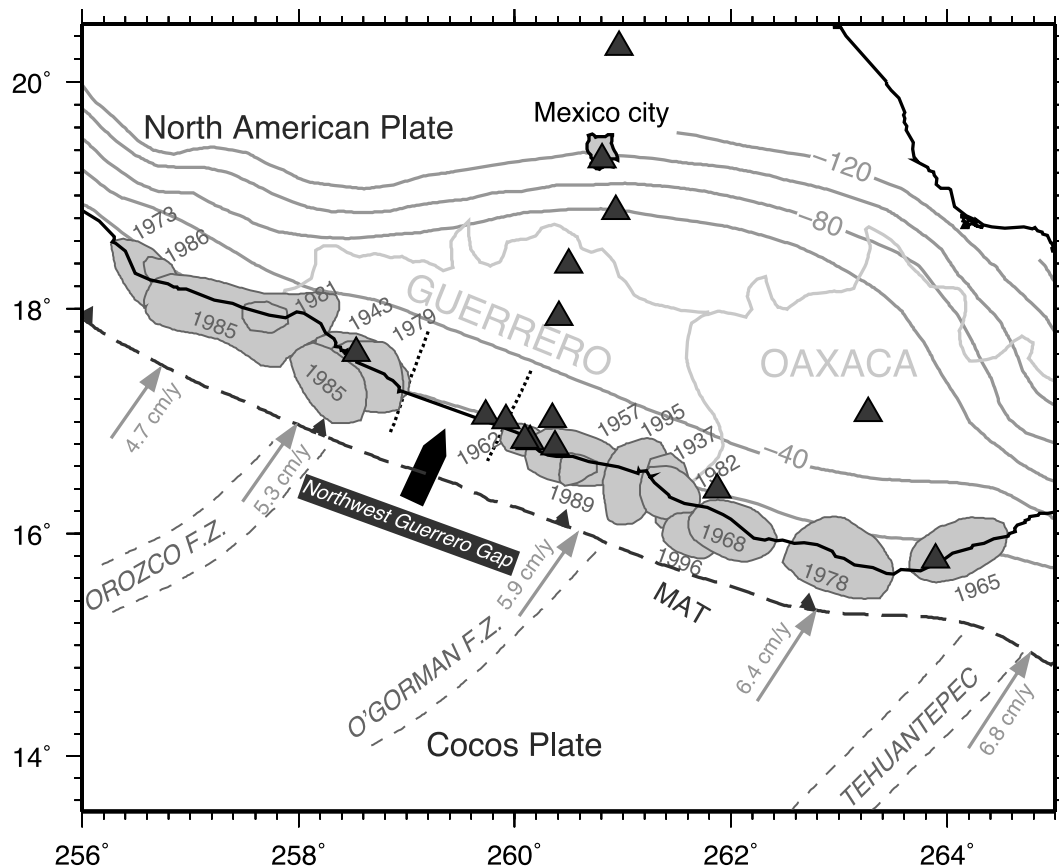 20°
Mexico city
North American Plate
−120
1973
−80
1986
18°
1981
GUERRERO
1943
1979
1985
OAXACA
1985
1957
1995
4.7 cm/y
1962
1937
−40
1982
1989
5.3 cm/y
Northwest Guerrero Gap
1968
16°
OROZCO F.Z.
5.9 cm/y
1996
1978
1965
MAT
6.4 cm/y
O'GORMAN F.Z.
TEHUANTEPEC
6.8 cm/y
Cocos Plate
14°
256° 258° 260° 262° 264°